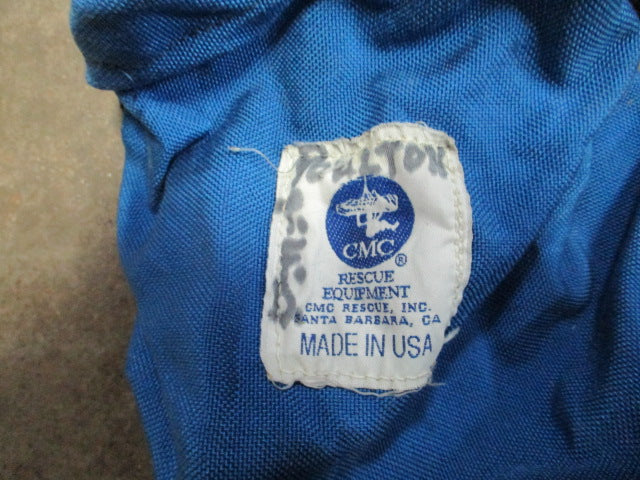 CMC®
RESCUE
EQUIPMENT
CMC RESCUE, INC.
SANTA BARBARA, CA
MADE IN USA